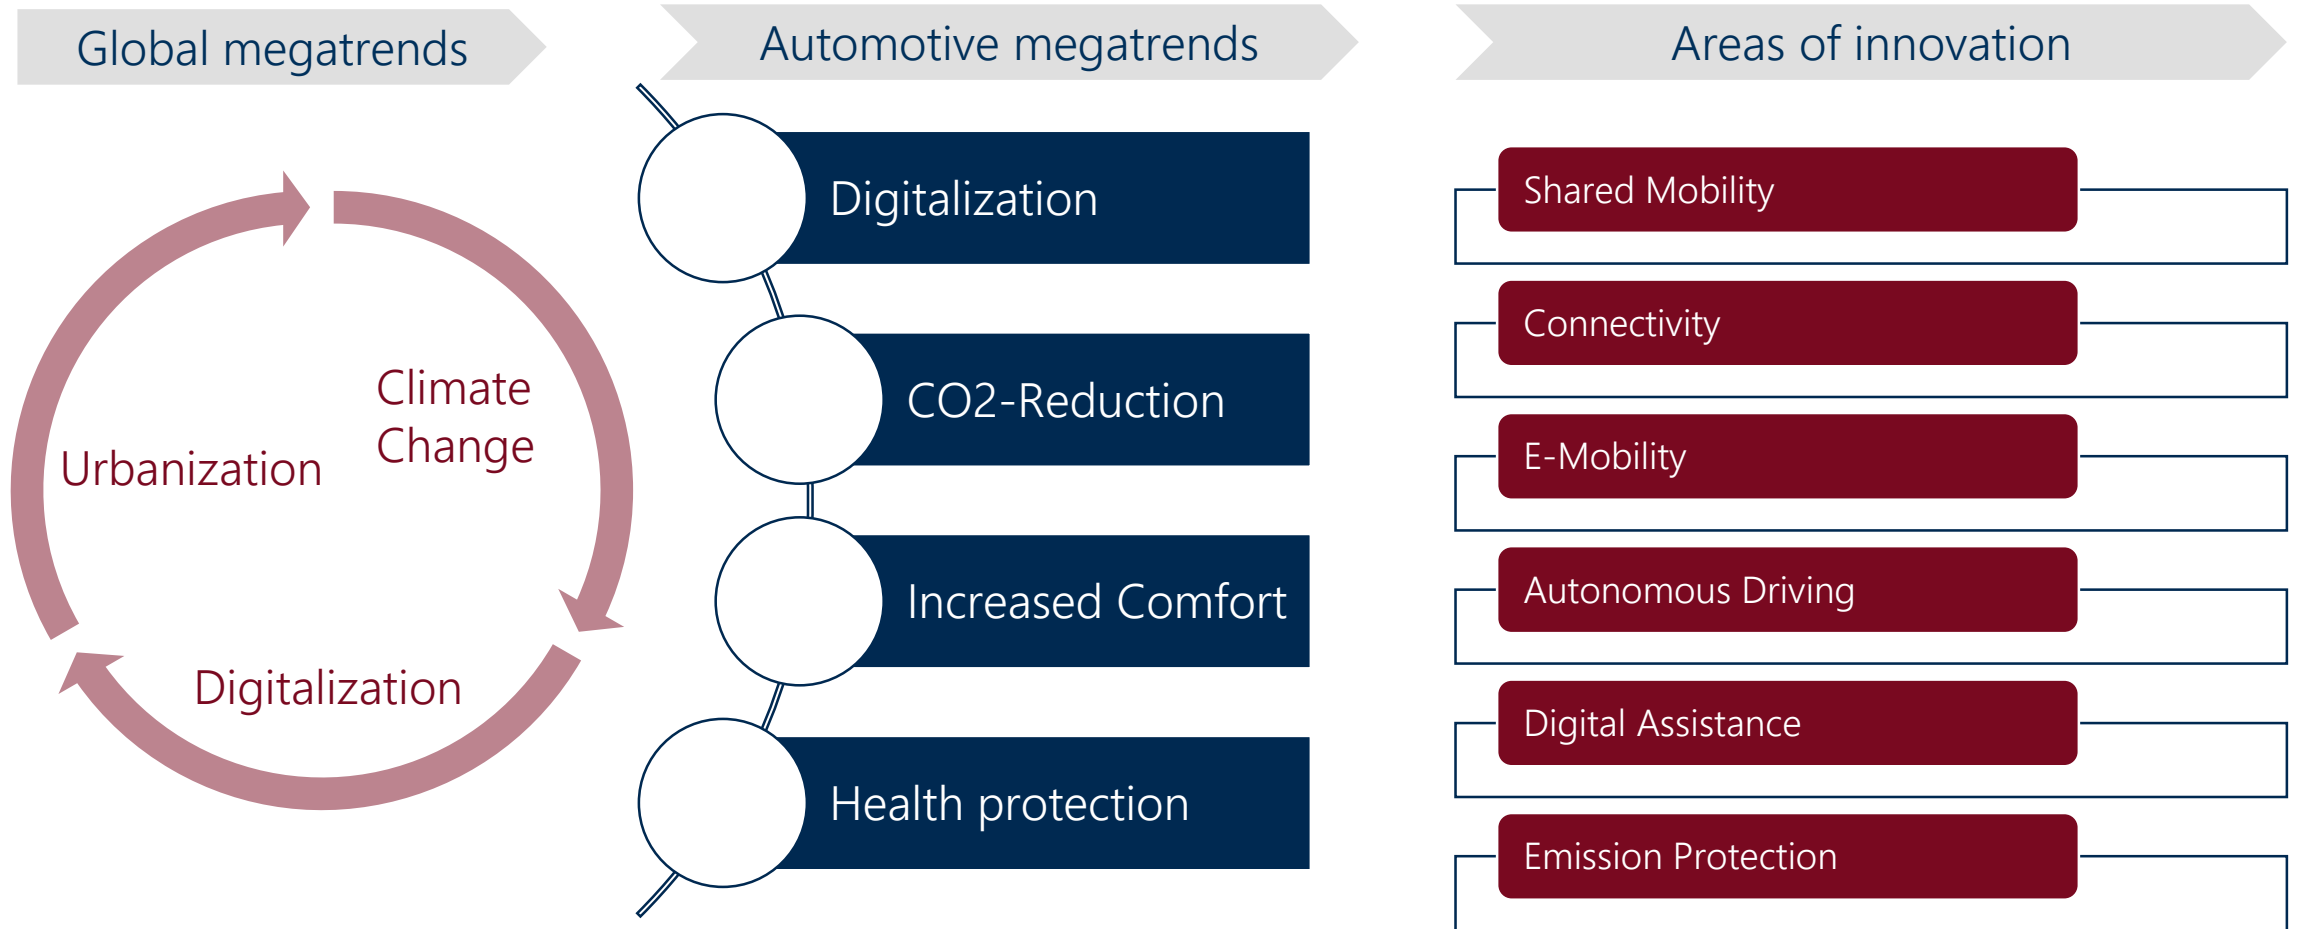 Global megatrends
Automotive megatrends
Areas of innovation
Climate
Change
Urbanization
Digitalization
Digitalization
CO2-Reduction
Increased Comfort
Health protection
Shared Mobility
Connectivity
E-Mobility
Autonomous Driving
Digital Assistance
Emission Protection